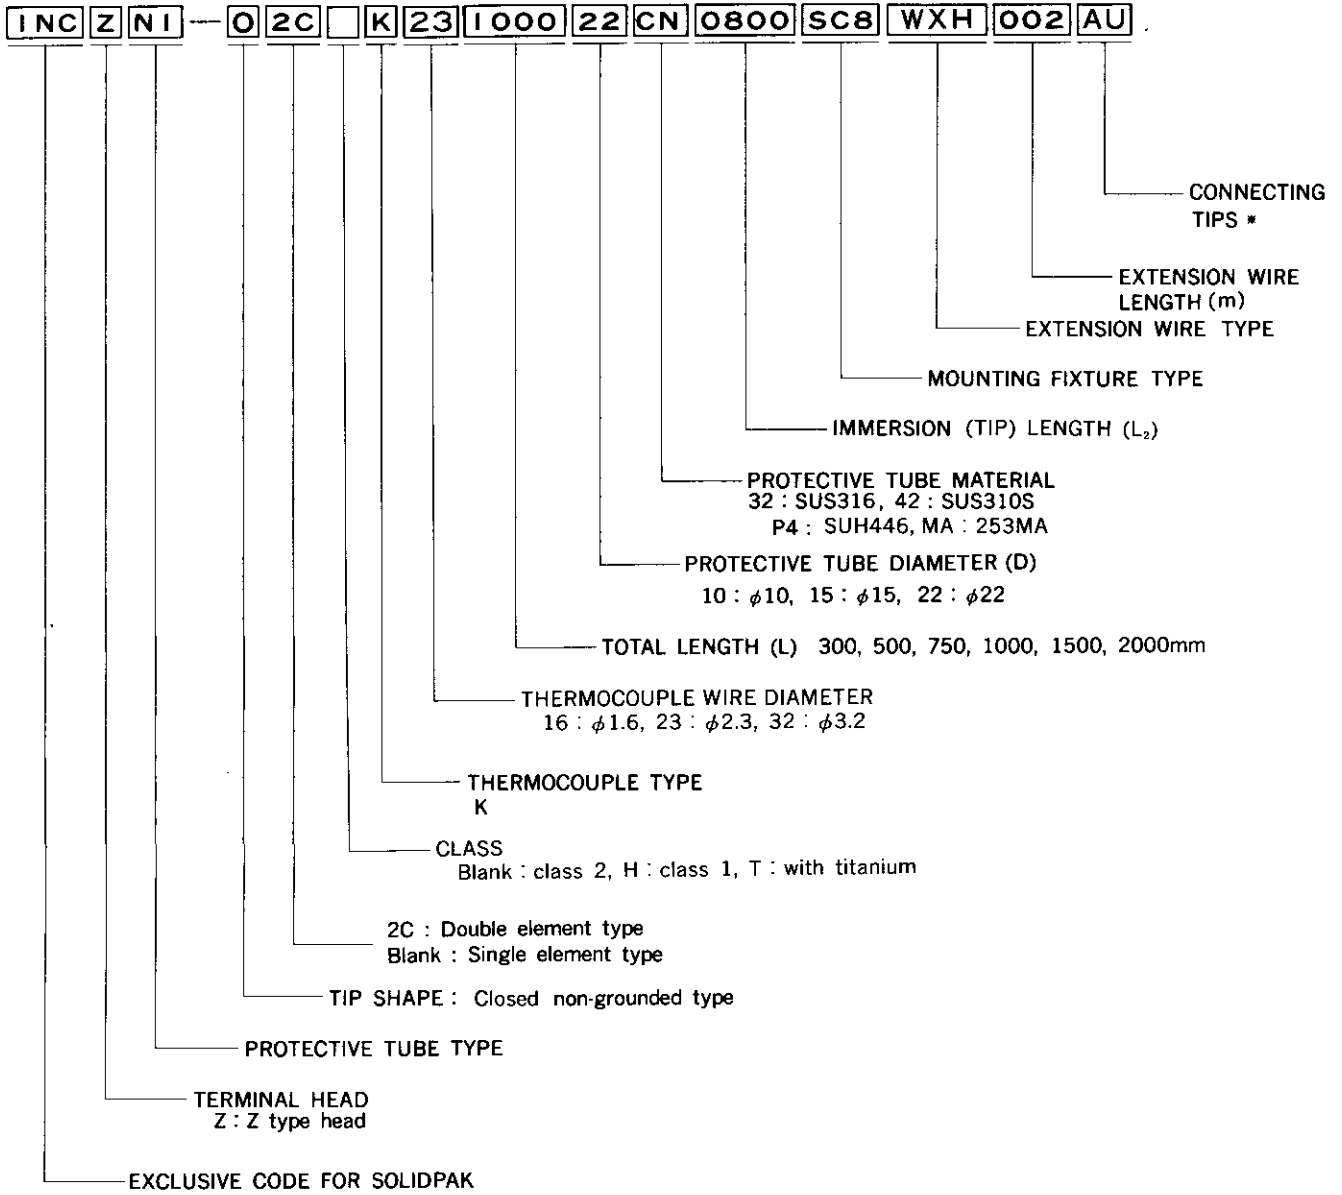 INC Z N1-O 2C K 23 1000 22 CN 0800 SC8 WXH 002 AU
CONNECTING
TIPS *
EXTENSION WIRE
LENGTH (m)
EXTENSION WIRE TYPE
MOUNTING FIXTURE TYPE
IMMERSION (TIP) LENGTH (L₂)
PROTECTIVE TUBE MATERIAL
32 : SUS316, 42 : SUS310S
P4 : SUH446, MA : 253MA
PROTECTIVE TUBE DIAMETER (D)
10 : φ10, 15 : φ15, 22 : φ22
TOTAL LENGTH (L) 300, 500, 750, 1000, 1500, 2000mm
THERMOCOUPLE WIRE DIAMETER
16 : φ1.6, 23 : φ2.3, 32 : φ3.2
THERMOCOUPLE TYPE
K
CLASS
Blank : class 2, H : class 1, T : with titanium
2C : Double element type
Blank : Single element type
TIP SHAPE : Closed non-grounded type
PROTECTIVE TUBE TYPE
TERMINAL HEAD
Z : Z type head
EXCLUSIVE CODE FOR SOLIDPAK